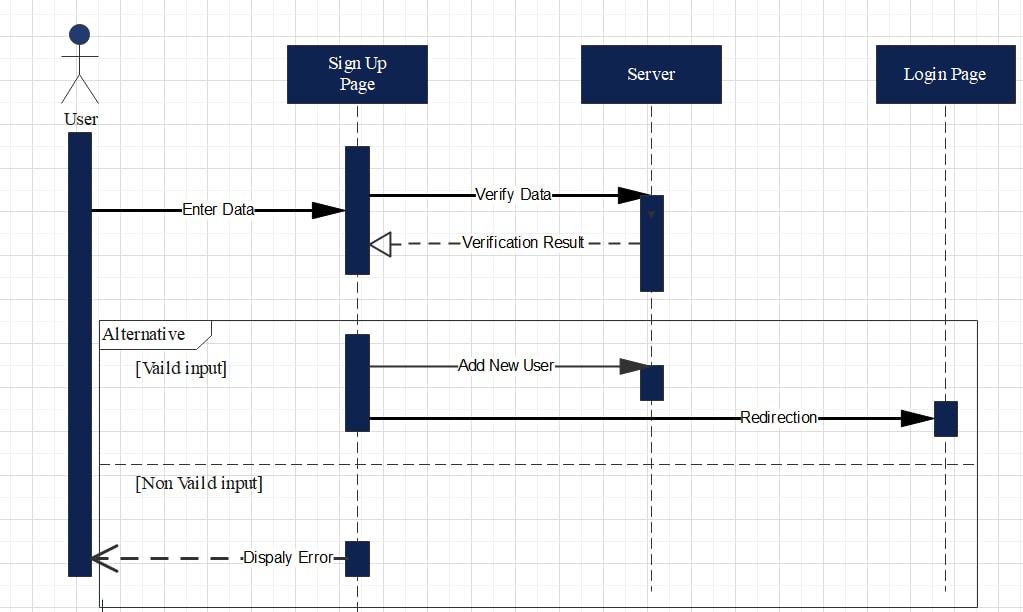 User
Sign Up
Page
Server
Login Page
Verify Data
Enter Data
Verification Result
Alternative
[Vaild input]
Add New User
Redirection
[Non Vaild input]
Dispaly Error